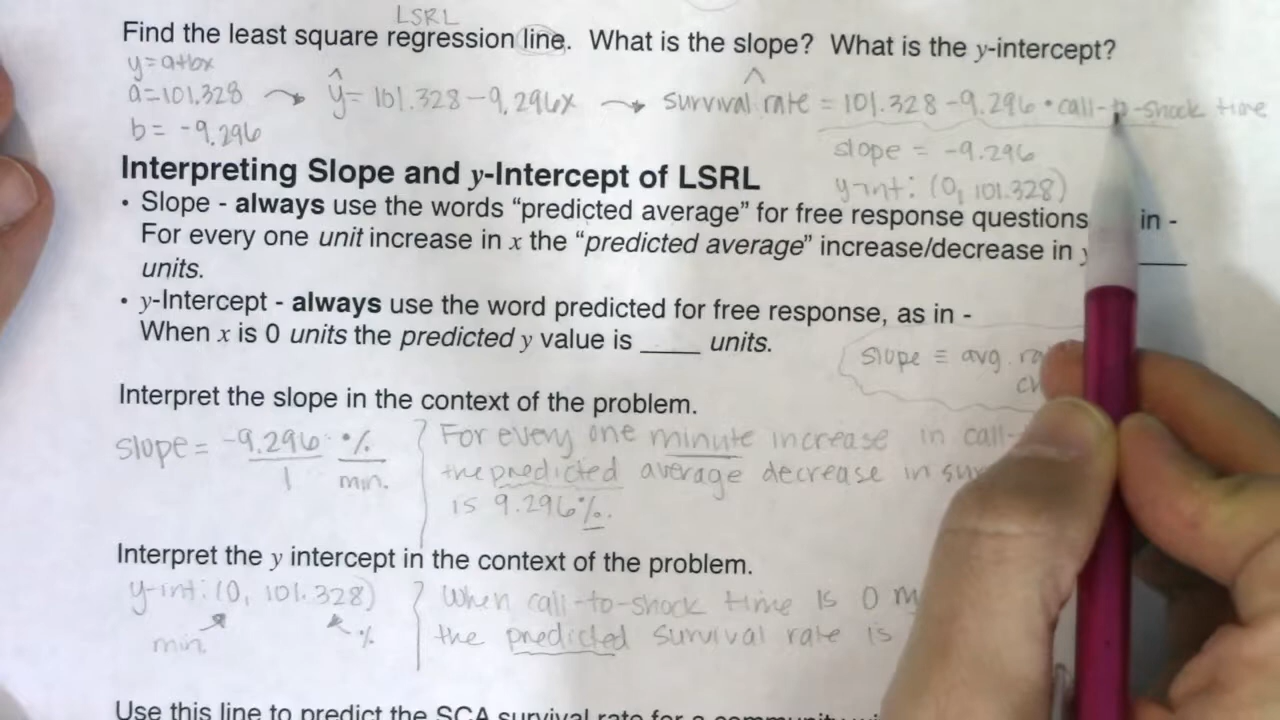 LSRL
Find the least square regression line. What is the slope? What is the y-intercept?
y=a+bx
a=101.328 → ŷ= 101.328-9.296x → survival rate = 101.328-9.296•call-to-shock time
b= -9.296
slope = -9.296
Interpreting Slope and y-Intercept of LSRL
y-int: (0, 101.328)
• Slope - always use the words “predicted average” for free response questions in -
For every one unit increase in x the “predicted average” increase/decrease in y ____
units.
• y-Intercept - always use the word predicted for free response, as in -
When x is 0 units the predicted y value is ____ units.
slope ≡ avg.
Interpret the slope in the context of the problem.
slope = -9.296 % / 1 min.
For every one minute increase in call-
the predicted average decrease in
is 9.296%.
Interpret the y intercept in the context of the problem.
y-int: (0, 101.328)
min. %
When call-to-shock time is 0
the predicted survival rate is
Use this line to predict the SCA survival rate for a community